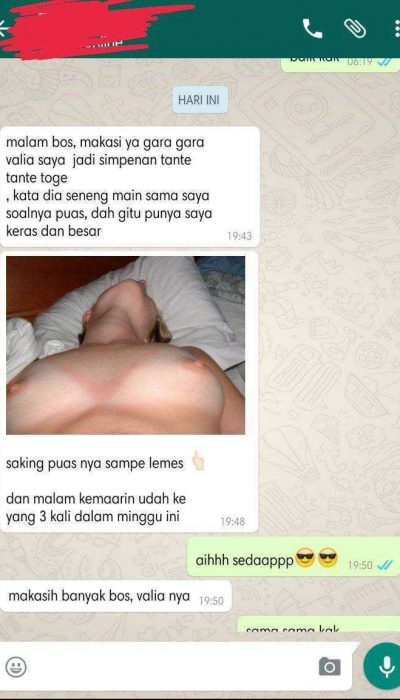 online
baik kak 06:19
HARI INI
malam bos, makasi ya gara gara
valia saya jadi simpenan tante
tante toge
, kata dia seneng main sama saya
soalnya puas, dah gitu punya saya
keras dan besar
19:43
saking puas nya sampe lemes 👆🏻
dan malam kemaarin udah ke
yang 3 kali dalam minggu ini
19:48
aihhh sedaappp😎😎 19:50
makasih banyak bos, valia nya 19:50
sama sama kak